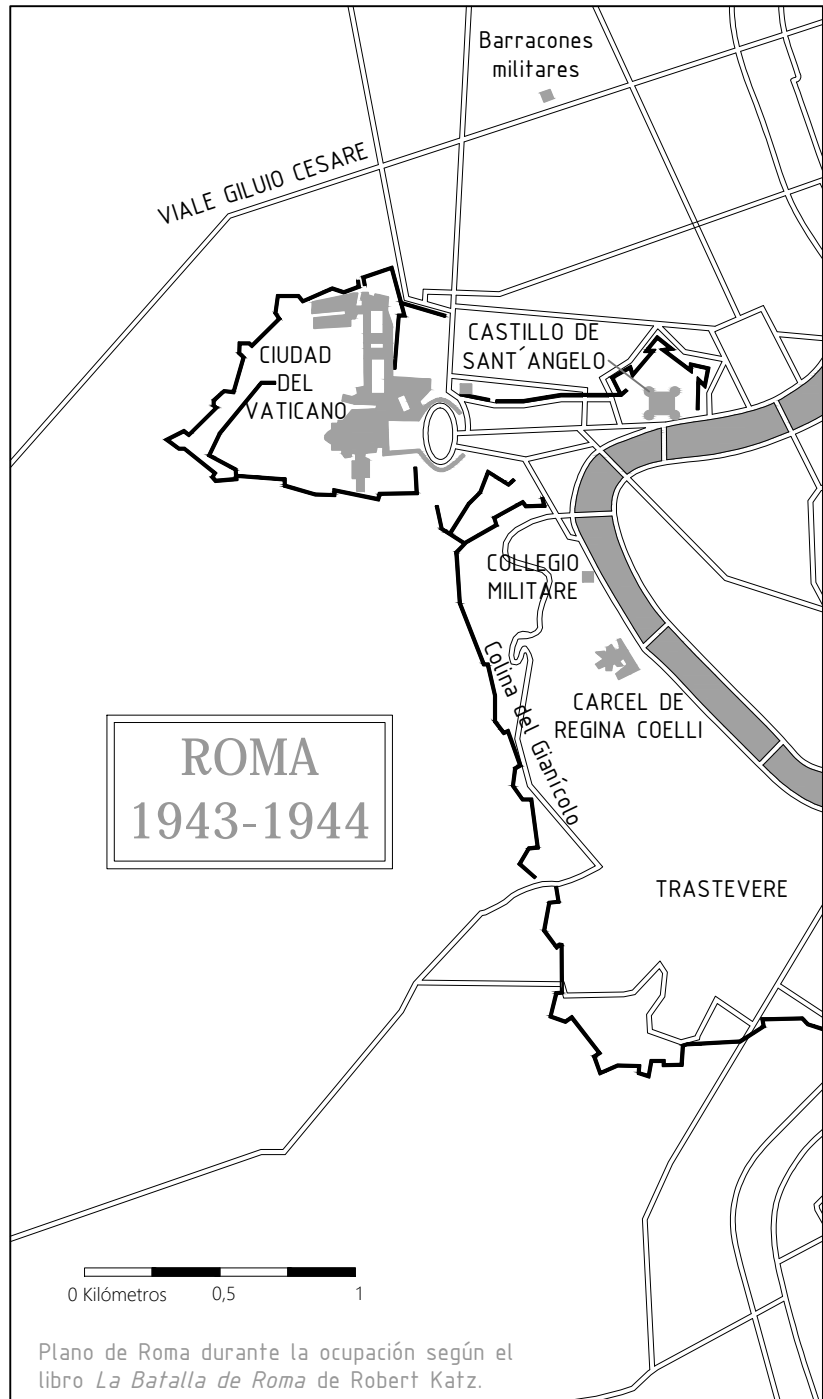 Barracones
militares
VIALE GILUIO CESARE
CASTILLO DE
SANT´ANGELO
CIUDAD
DEL
VATICANO
COLLEGIO
MILITARE
Colina del Gianícolo
CARCEL DE
REGINA COELLI
ROMA
1943-1944
TRASTEVERE
0 Kilómetros 0,5 1
Plano de Roma durante la ocupación según el
libro La Batalla de Roma de Robert Katz.